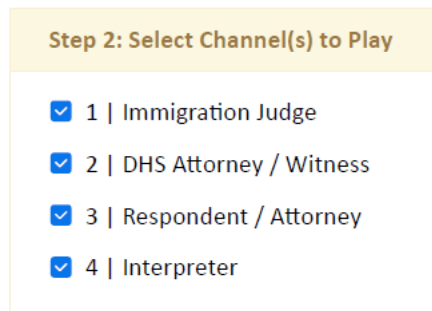 Step 2: Select Channel(s) to Play
1 | Immigration Judge
2 | DHS Attorney / Witness
3 | Respondent / Attorney
4 | Interpreter